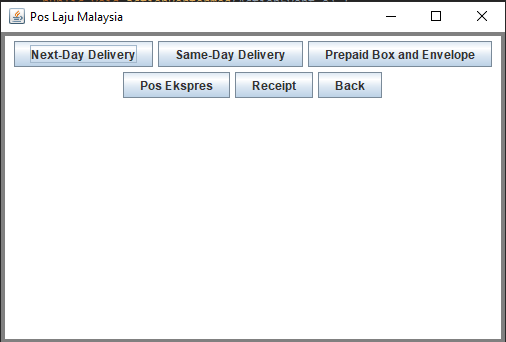 Pos Laju Malaysia
Next-Day Delivery Same-Day Delivery Prepaid Box and Envelope
Pos Ekspres Receipt Back